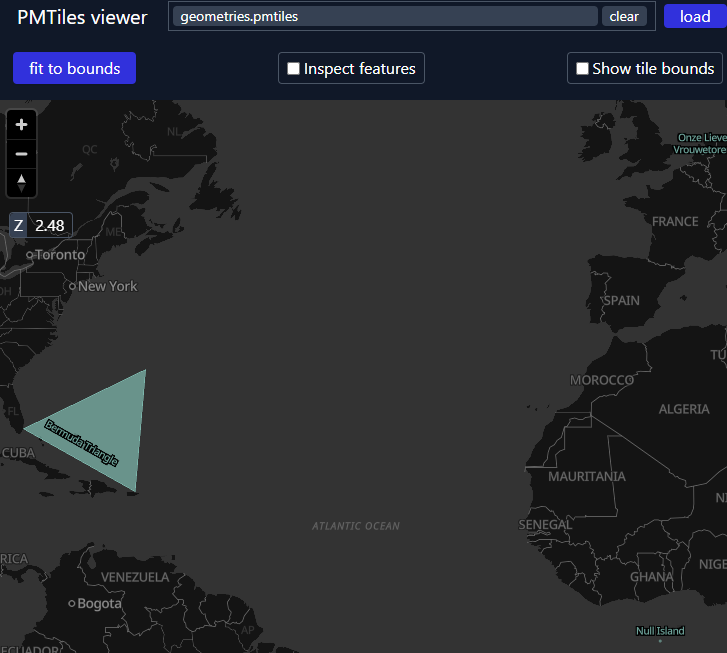 PMTiles viewer
geometries.pmtiles
clear
load
fit to bounds
Inspect features
Show tile bounds
+
−
NL
QC
Onze Lieve
Vrouwetore
Z 2.48
ME
FRANCE
Toronto
New York
OH
SPAIN
TU
MOROCCO
FL
ALGERIA
Bermuda Triangle
CUBA
MAURITANIA
NI
ATLANTIC OCEAN
SENEGAL
RICA
NIGE
VENEZUELA
GHANA
Bogota
AP
Null Island
ECUADOR